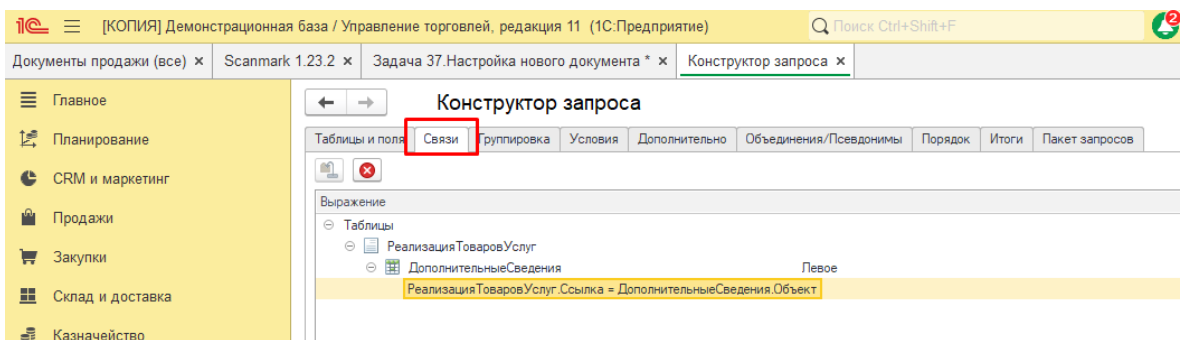 1С [КОПИЯ] Демонстрационная база / Управление торговлей, редакция 11 (1С:Предприятие) Поиск Ctrl+Shift+F 2
Документы продажи (все) × Scanmark 1.23.2 × Задача 37.Настройка нового документа * × Конструктор запроса ×
Главное
Планирование
CRM и маркетинг
Продажи
Закупки
Склад и доставка
Казначейство
Конструктор запроса
Таблицы и поля Связи Группировка Условия Дополнительно Объединения/Псевдонимы Порядок Итоги Пакет запросов
Выражение
Таблицы
РеализацияТоваровУслуг
ДополнительныеСведения Левое
РеализацияТоваровУслуг.Ссылка = ДополнительныеСведения.Объект